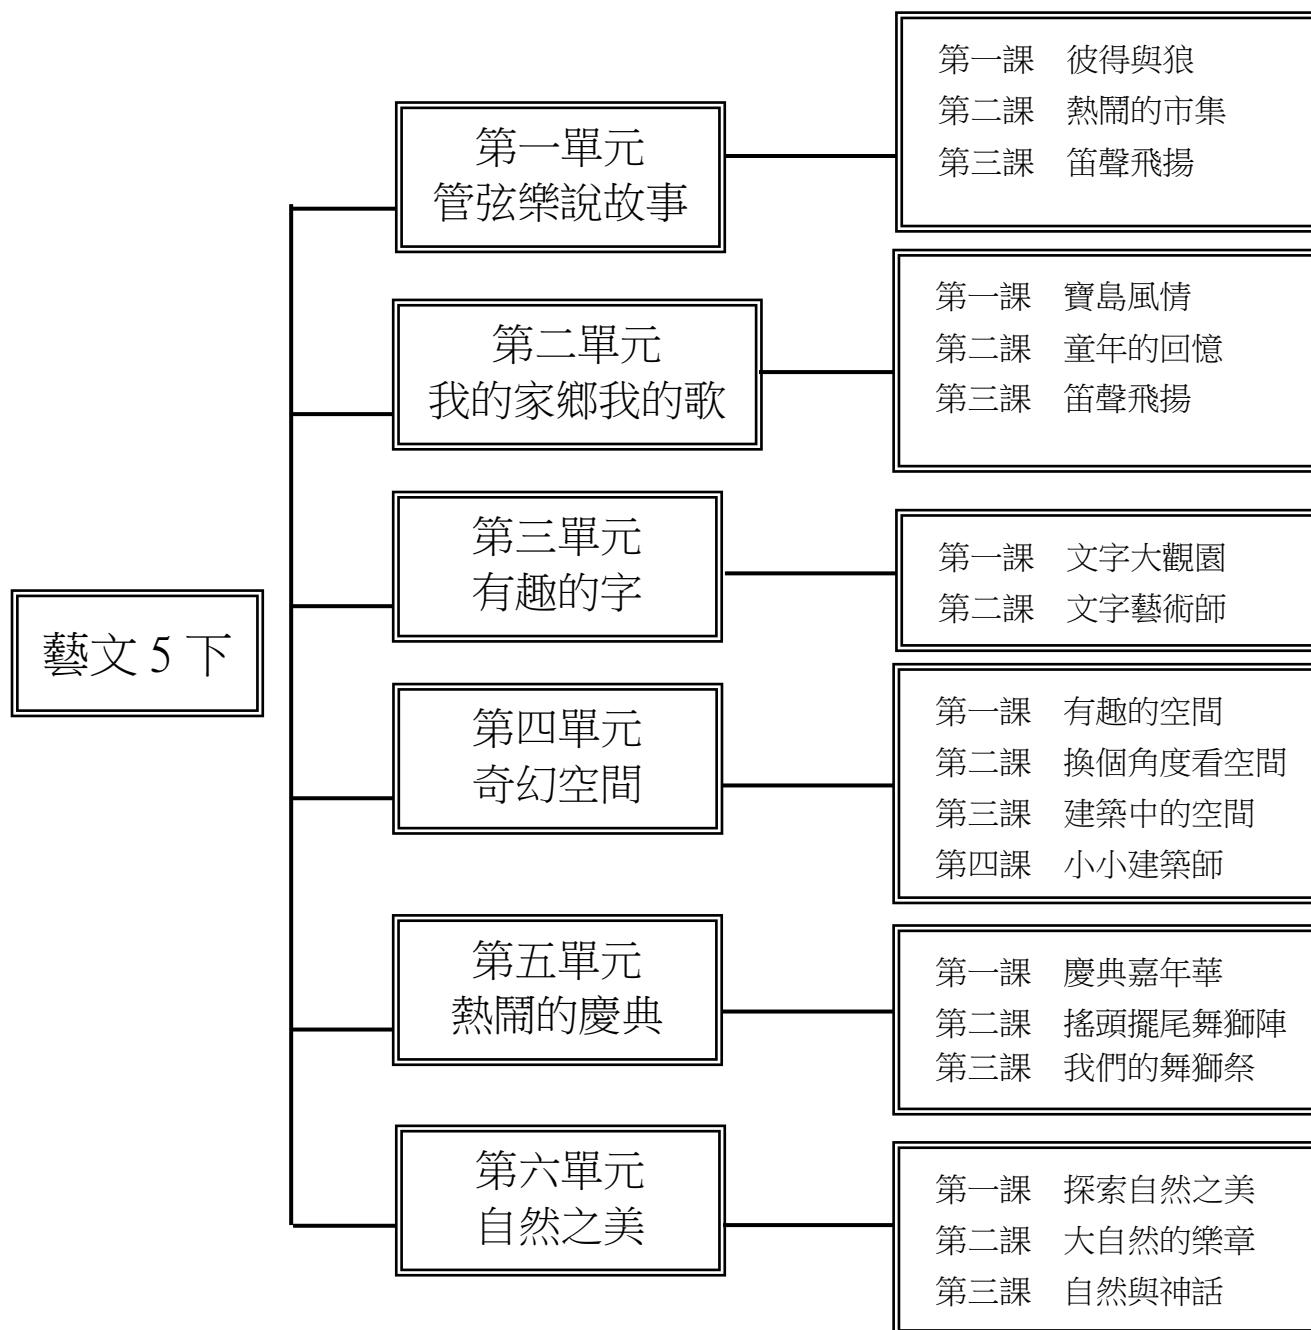 藝文 5 下
第一單元
管弦樂說故事
第一課　彼得與狼
第二課　熱鬧的市集
第三課　笛聲飛揚
第二單元
我的家鄉我的歌
第一課　寶島風情
第二課　童年的回憶
第三課　笛聲飛揚
第三單元
有趣的字
第一課　文字大觀園
第二課　文字藝術師
第四單元
奇幻空間
第一課　有趣的空間
第二課　換個角度看空間
第三課　建築中的空間
第四課　小小建築師
第五單元
熱鬧的慶典
第一課　慶典嘉年華
第二課　搖頭擺尾舞獅陣
第三課　我們的舞獅祭
第六單元
自然之美
第一課　探索自然之美
第二課　大自然的樂章
第三課　自然與神話